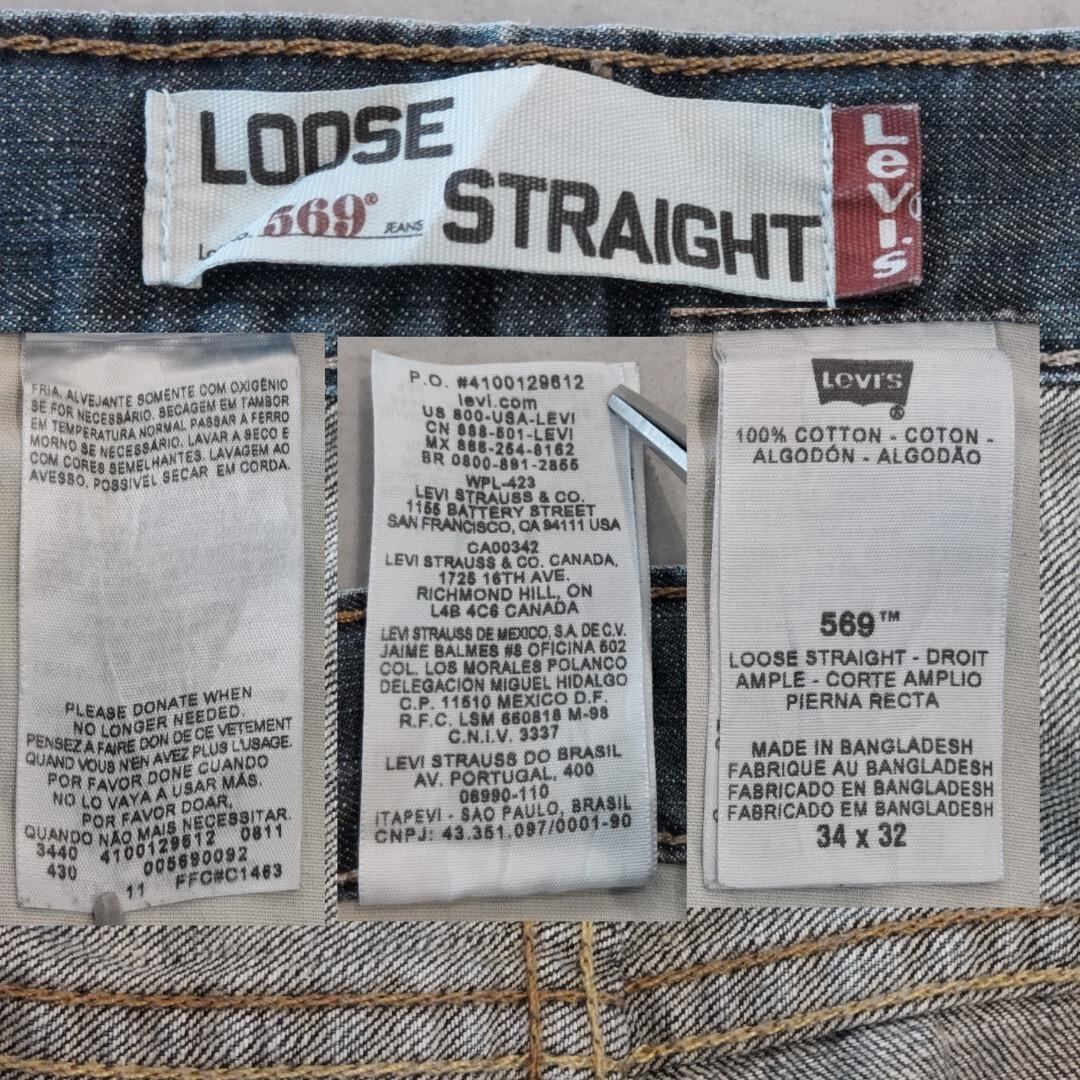 LOOSE
569® JEANS
STRAIGHT
Levi's
FRIA. ALVEJANTE SOMENTE COM OXIGÊNIO
SE FOR NECESSÁRIO. SECAGEM EM TAMBOR
EM TEMPERATURA NORMAL PASSAR A FERRO
MORNO SE NECESSÁRIO. LAVAR A SECO E
COM CORES SEMELHANTES. LAVAGEM AO
AVESSO. POSSIVEL SECAR EM CORDA.
PLEASE DONATE WHEN
NO LONGER NEEDED.
PENSEZ A FAIRE DON DE CE VETEMENT
QUAND VOUS N'EN AVEZ PLUS L'USAGE.
POR FAVOR DONE CUANDO
NO LO VAYA A USAR MÁS.
POR FAVOR DOAR,
QUANDO NÃO MAIS NECESSITAR.
3440 4100129612 0811
430 005690092
11 FFC#C1463
P.O. #4100129612
levi.com
US 800-USA-LEVI
CN 888-501-LEVI
MX 866-254-8162
BR 0800-891-2855
WPL-423
LEVI STRAUSS & CO.
1155 BATTERY STREET
SAN FRANCISCO, CA 94111 USA
CA00342
LEVI STRAUSS & CO. CANADA,
1725 16TH AVE.
RICHMOND HILL, ON
L4B 4C6 CANADA
LEVI STRAUSS DE MEXICO, S.A. DE C.V.
JAIME BALMES #8 OFICINA 602
COL. LOS MORALES POLANCO
DELEGACION MIGUEL HIDALGO
C.P. 11510 MEXICO D.F.
R.F.C. LSM 660818 M-98
C.N.I.V. 3337
LEVI STRAUSS DO BRASIL
AV. PORTUGAL, 400
06990-110
ITAPEVI - SAO PAULO, BRASIL
CNPJ: 43.351.097/0001-90
LEVI'S
®
100% COTTON - COTON -
ALGODÓN - ALGODÃO
569™
LOOSE STRAIGHT - DROIT
AMPLE - CORTE AMPLIO
PIERNA RECTA
MADE IN BANGLADESH
FABRIQUE AU BANGLADESH
FABRICADO EN BANGLADESH
FABRICADO EM BANGLADESH
34 x 32